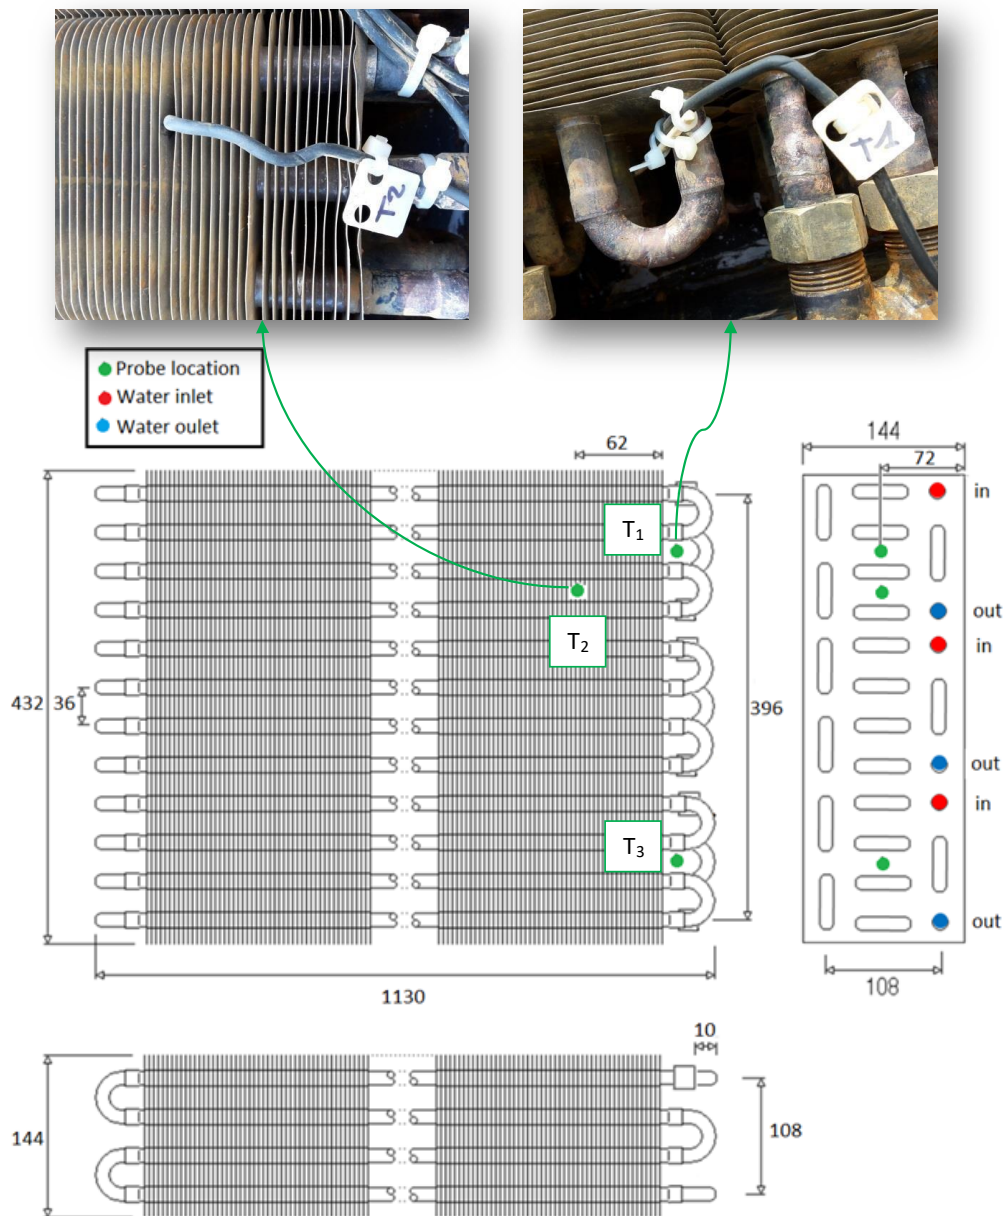 T2
T1
Probe location
Water inlet
Water oulet
62
144
72
in
T1
out
T2
in
432
36
396
out
in
T3
out
108
1130
10
144
108